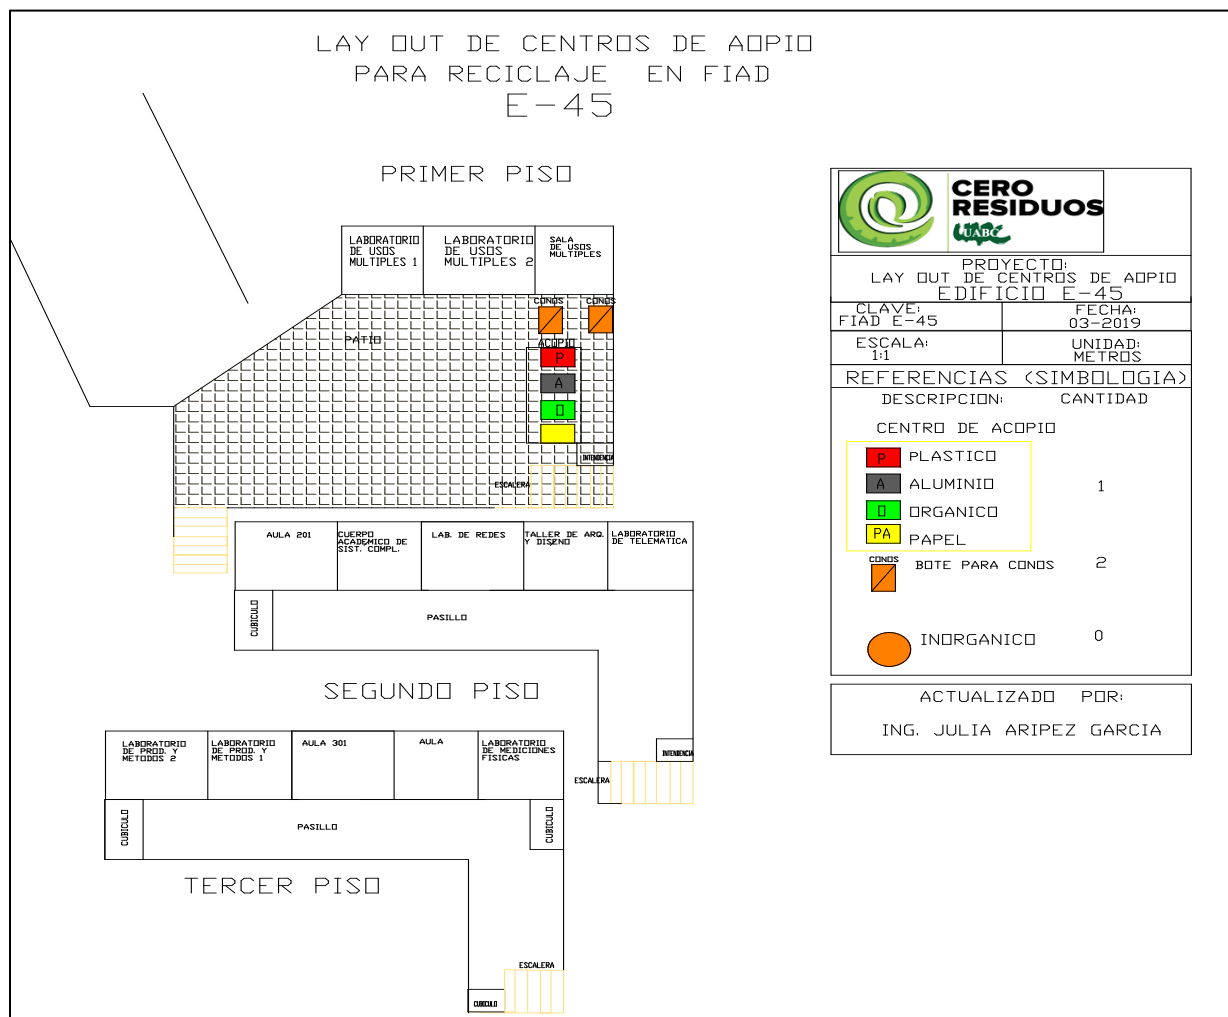 LAY OUT DE CENTROS DE AOPIO
PARA RECICLAJE EN FIAD
E-45
PRIMER PISO
LABORATORIO
DE USOS
MULTIPLES 1
LABORATORIO
DE USOS
MULTIPLES 2
SALA
DE USOS
MULTIPLES
CONOS
CONOS
PATIO
ACOPIO
P
A
O
INTENDENCIA
ESCALERA
AULA 201
CUERPO
ACADEMICO DE
SIST. COMPL.
LAB. DE REDES
TALLER DE ARQ.
Y DISENO
LABORATORIO
DE TELEMATICA
CUBICULO
PASILLO
INTENDENCIA
ESCALERA
SEGUNDO PISO
LABORATORIO
DE PROD. Y
METODOS 2
LABORATORIO
DE PROD. Y
METODOS 1
AULA 301
AULA
LABORATORIO
DE MEDICIONES
FISICAS
CUBICULO
PASILLO
CUBICULO
TERCER PISO
ESCALERA
CUBICULO
CERO
RESIDUOS
UABC
PROYECTO:
LAY OUT DE CENTROS DE AOPIO
EDIFICIO E-45
CLAVE:
FIAD E-45
FECHA:
03-2019
ESCALA:
1:1
UNIDAD:
METROS
REFERENCIAS (SIMBOLOGIA)
DESCRIPCION: CANTIDAD
CENTRO DE ACOPIO
P PLASTICO
A ALUMINIO 1
O ORGANICO
PA PAPEL
CONOS BOTE PARA CONOS 2
INORGANICO 0
ACTUALIZADO POR:
ING. JULIA ARIPEZ GARCIA